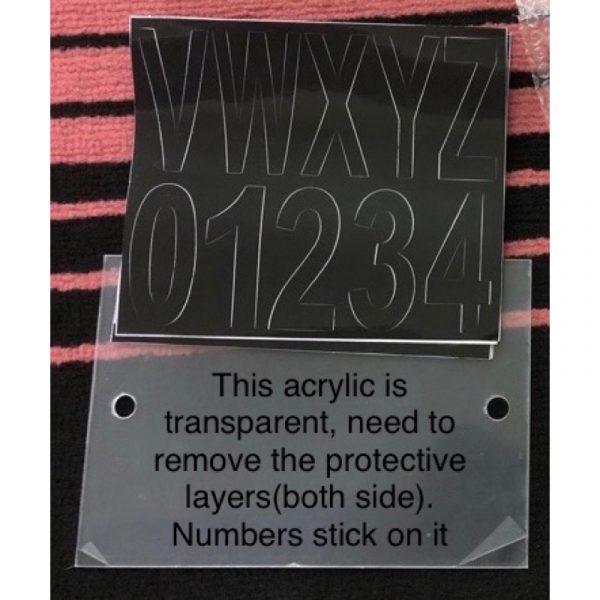 VWXYZ
01234
This acrylic is
transparent, need to
remove the protective
layers(both side).
Numbers stick on it